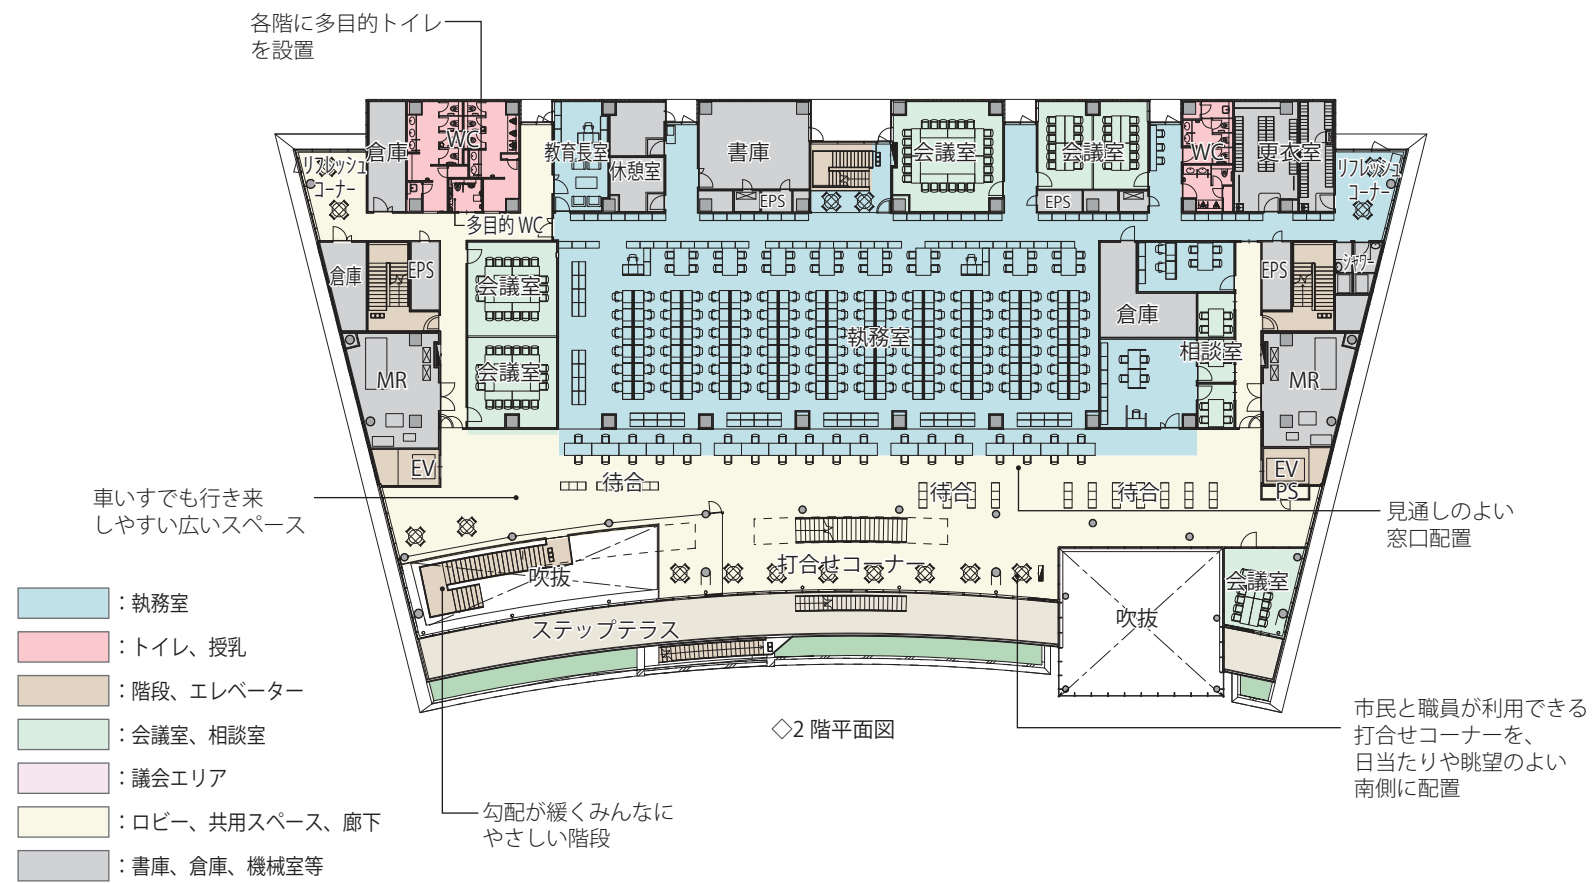 各階に多目的トイレ
を設置
倉庫
WC
教育長室
休憩室
書庫
会議室
会議室
WC
更衣室
リフレッシュ
コーナー
リフレッシュ
コーナー
EPS
EPS
多目的 WC
倉庫
EPS
会議室
EPS
シャワー
倉庫
執務室
相談室
会議室
MR
MR
EV
EV
PS
待合
待合
待合
車いすでも行き来
しやすい広いスペース
見通しのよい
窓口配置
吹抜
打合せコーナー
会議室
吹抜
ステップテラス
：執務室
：トイレ、授乳
：階段、エレベーター
：会議室、相談室
：議会エリア
：ロビー、共用スペース、廊下
：書庫、倉庫、機械室等
◇2 階平面図
市民と職員が利用できる
打合せコーナーを、
日当たりや眺望のよい
南側に配置
勾配が緩くみんなに
やさしい階段